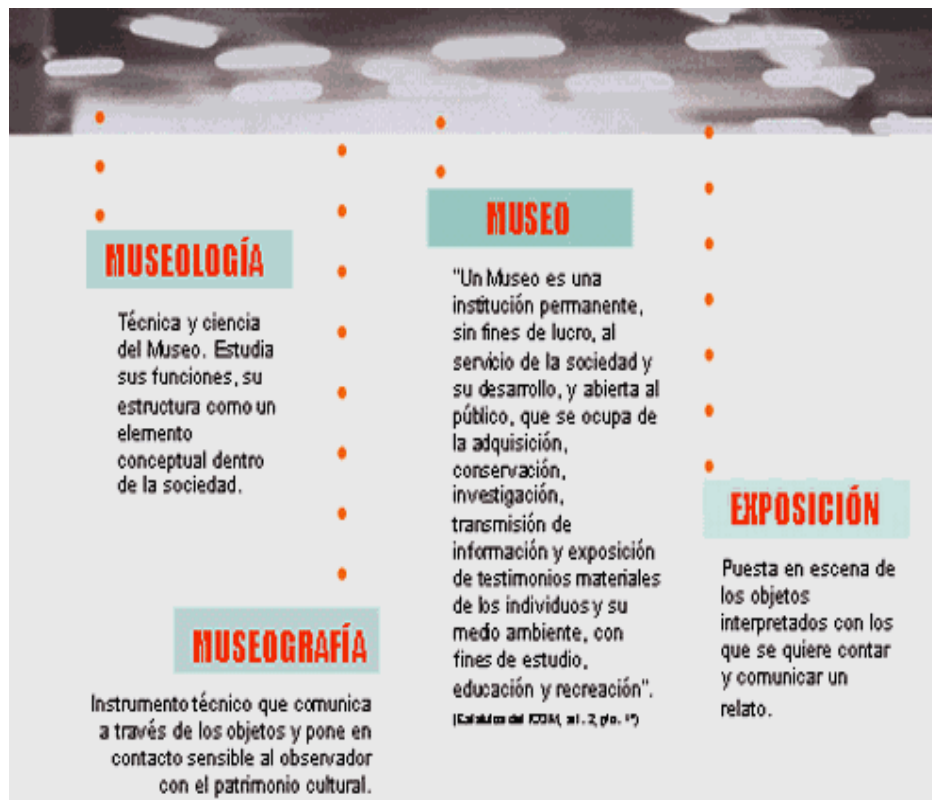 MUSEOLOGÍA
Técnica y ciencia
del Museo. Estudia
sus funciones, su
estructura como un
elemento
conceptual dentro
de la sociedad.
MUSEOGRAFÍA
Instrumento técnico que comunica
a través de los objetos y pone en
contacto sensible al observador
con el patrimonio cultural.
MUSEO
"Un Museo es una
institución permanente,
sin fines de lucro, al
servicio de la sociedad y
su desarrollo, y abierta al
público, que se ocupa de
la adquisición,
conservación,
investigación,
transmisión de
información y exposición
de testimonios materiales
de los individuos y su
medio ambiente, con
fines de estudio,
educación y recreación".
(Estatutos del ICOM, art. 2,
EXPOSICIÓN
Puesta en escena de
los objetos
interpretados con los
que se quiere contar
y comunicar un
relato.